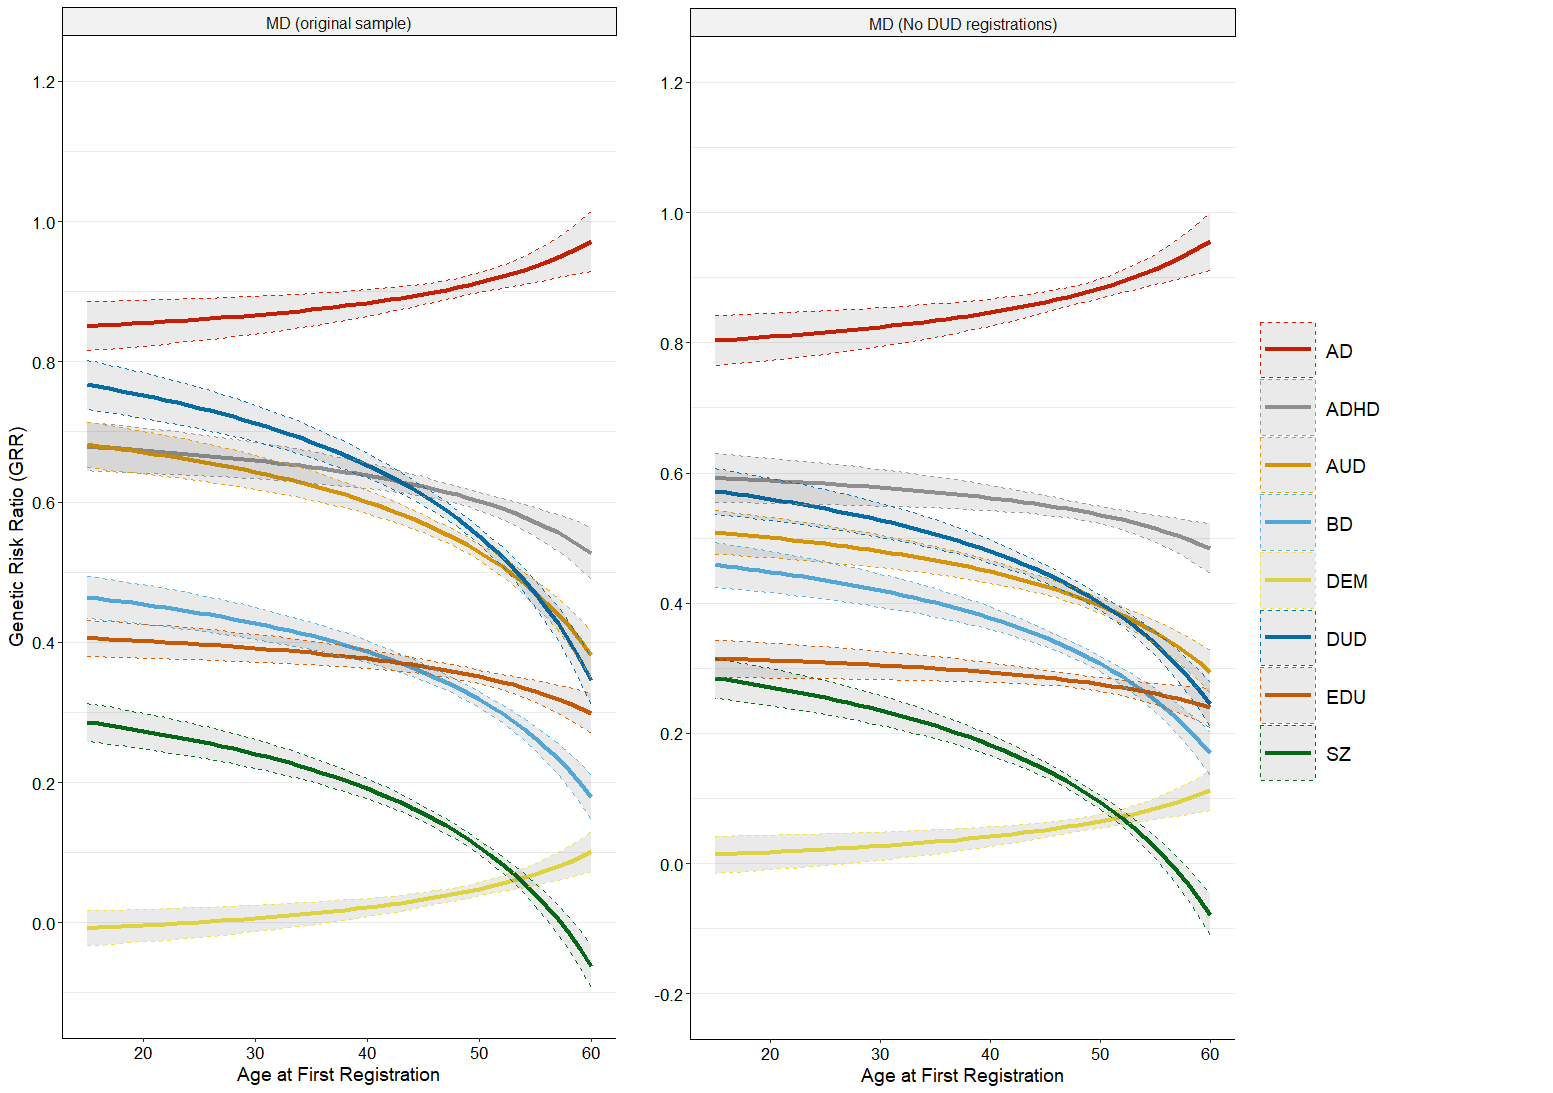 MD (original sample)
MD (No DUD registrations)
Genetic Risk Ratio (GRR)
1.2
1.0
0.8
0.6
0.4
0.2
0.0
20 30 40 50 60
Age at First Registration
1.2
1.0
0.8
0.6
0.4
0.2
0.0
-0.2
20 30 40 50 60
Age at First Registration
AD
ADHD
AUD
BD
DEM
DUD
EDU
SZ